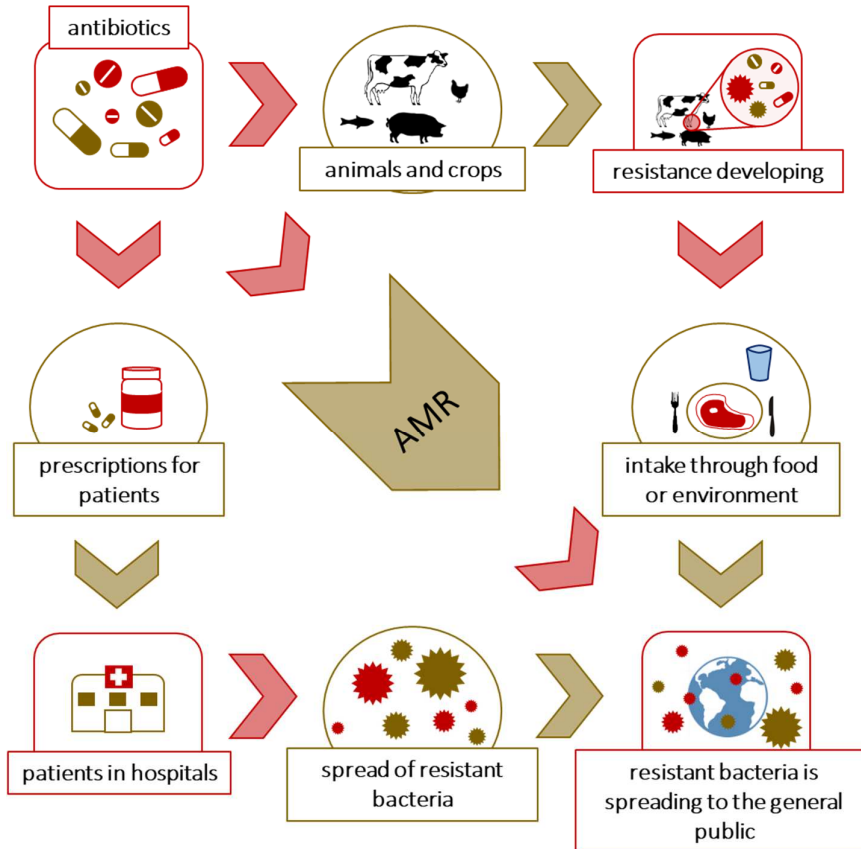 antibiotics
animals and crops
resistance developing
AMR
prescriptions for
patients
intake through food
or environment
patients in hospitals
spread of resistant
bacteria
resistant bacteria is
spreading to the general
public